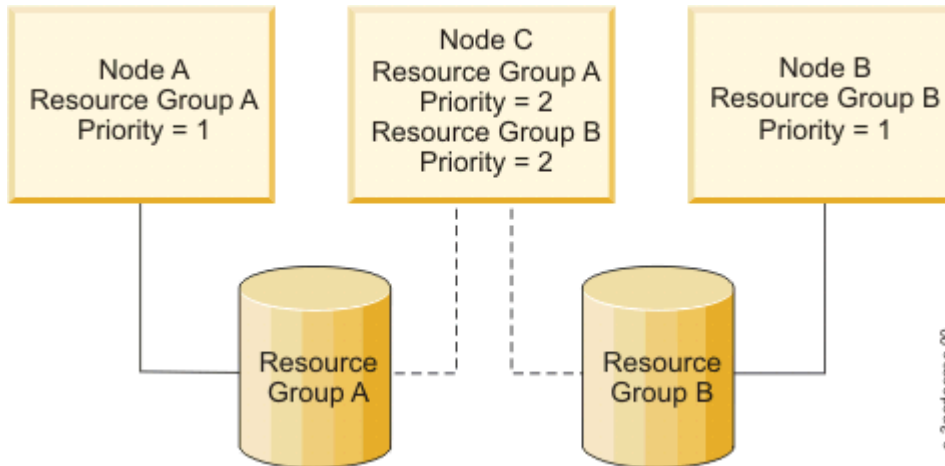 Node A
Resource Group A
Priority = 1
Node C
Resource Group A
Priority = 2
Resource Group B
Priority = 2
Node B
Resource Group B
Priority = 1
Resource
Group A
Resource
Group B